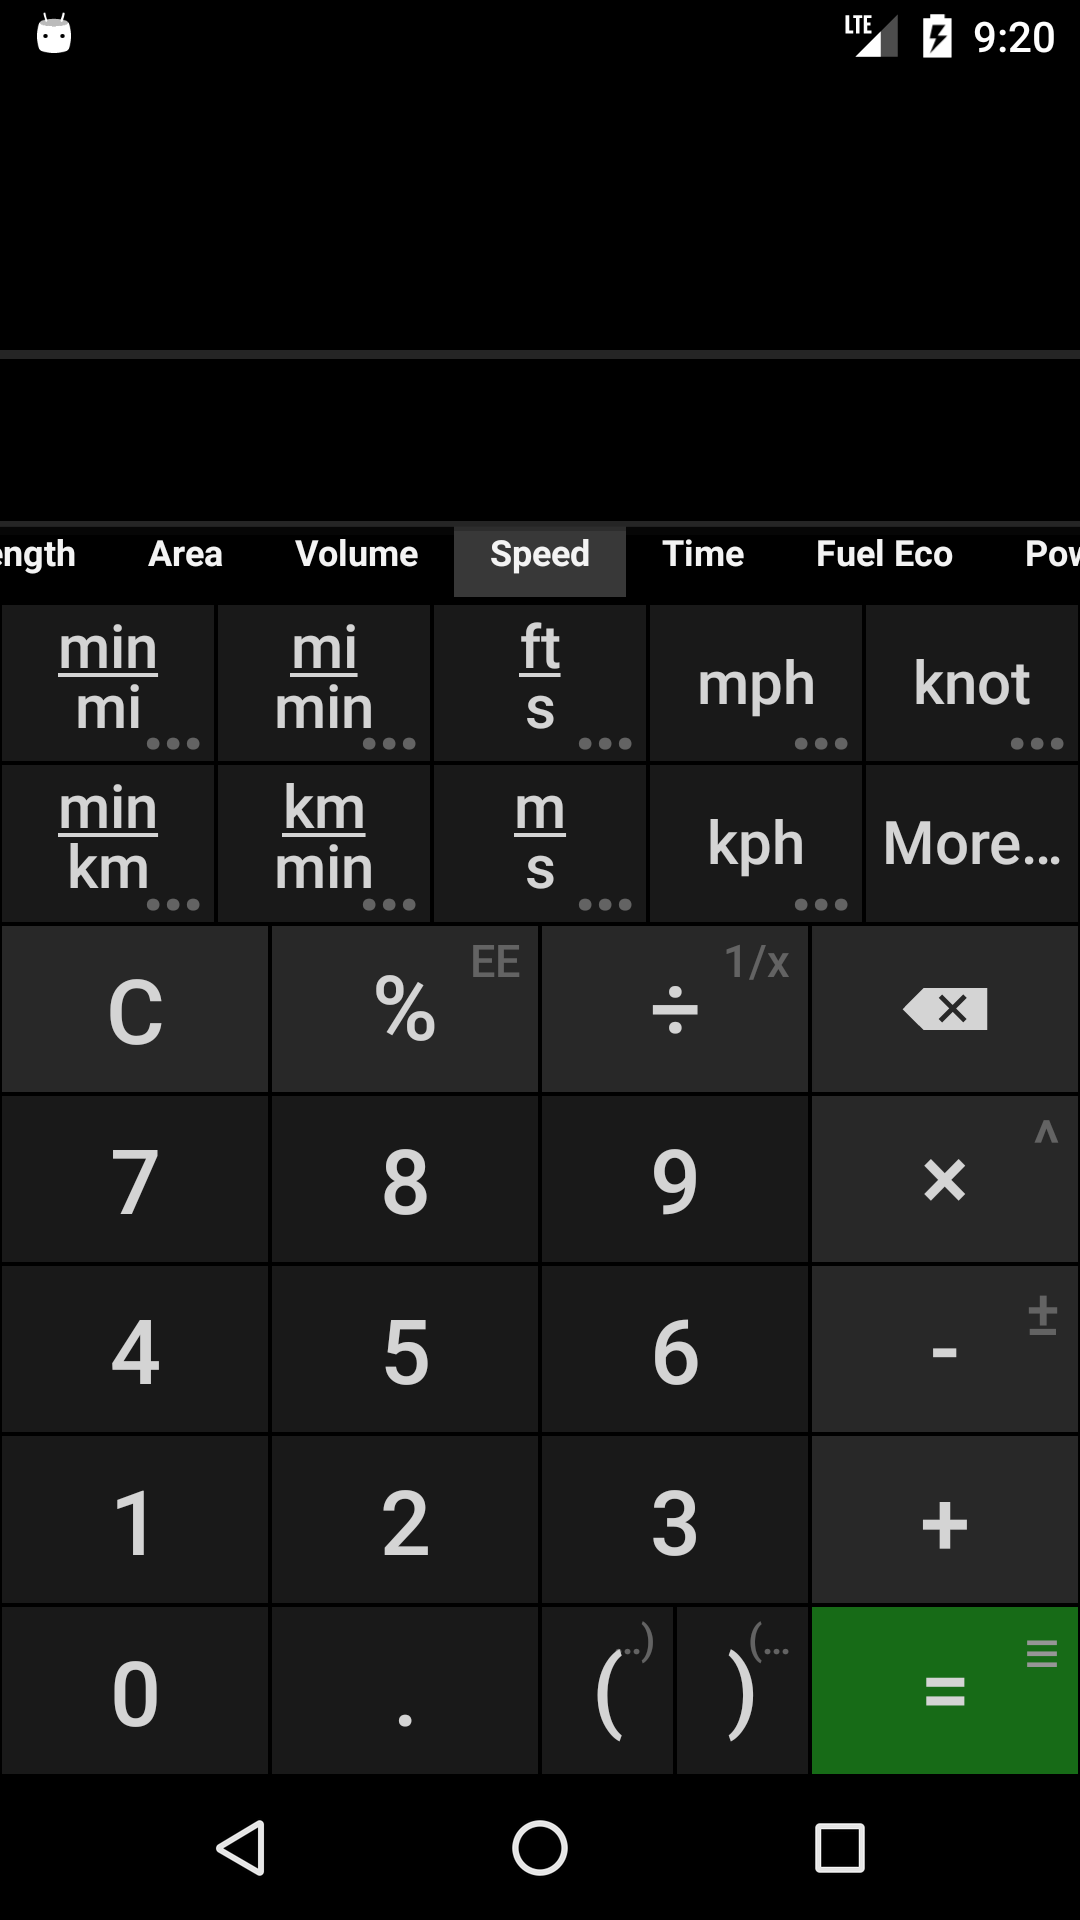 LTE 9:20
ength Area Volume Speed Time Fuel Eco Pow
min mi ft mph knot
mi min s
min km m kph More...
km min s
C % EE ÷ 1/x
7 8 9 × ^
4 5 6 - ±
1 2 3 +
0 . ( ..) ) (... =